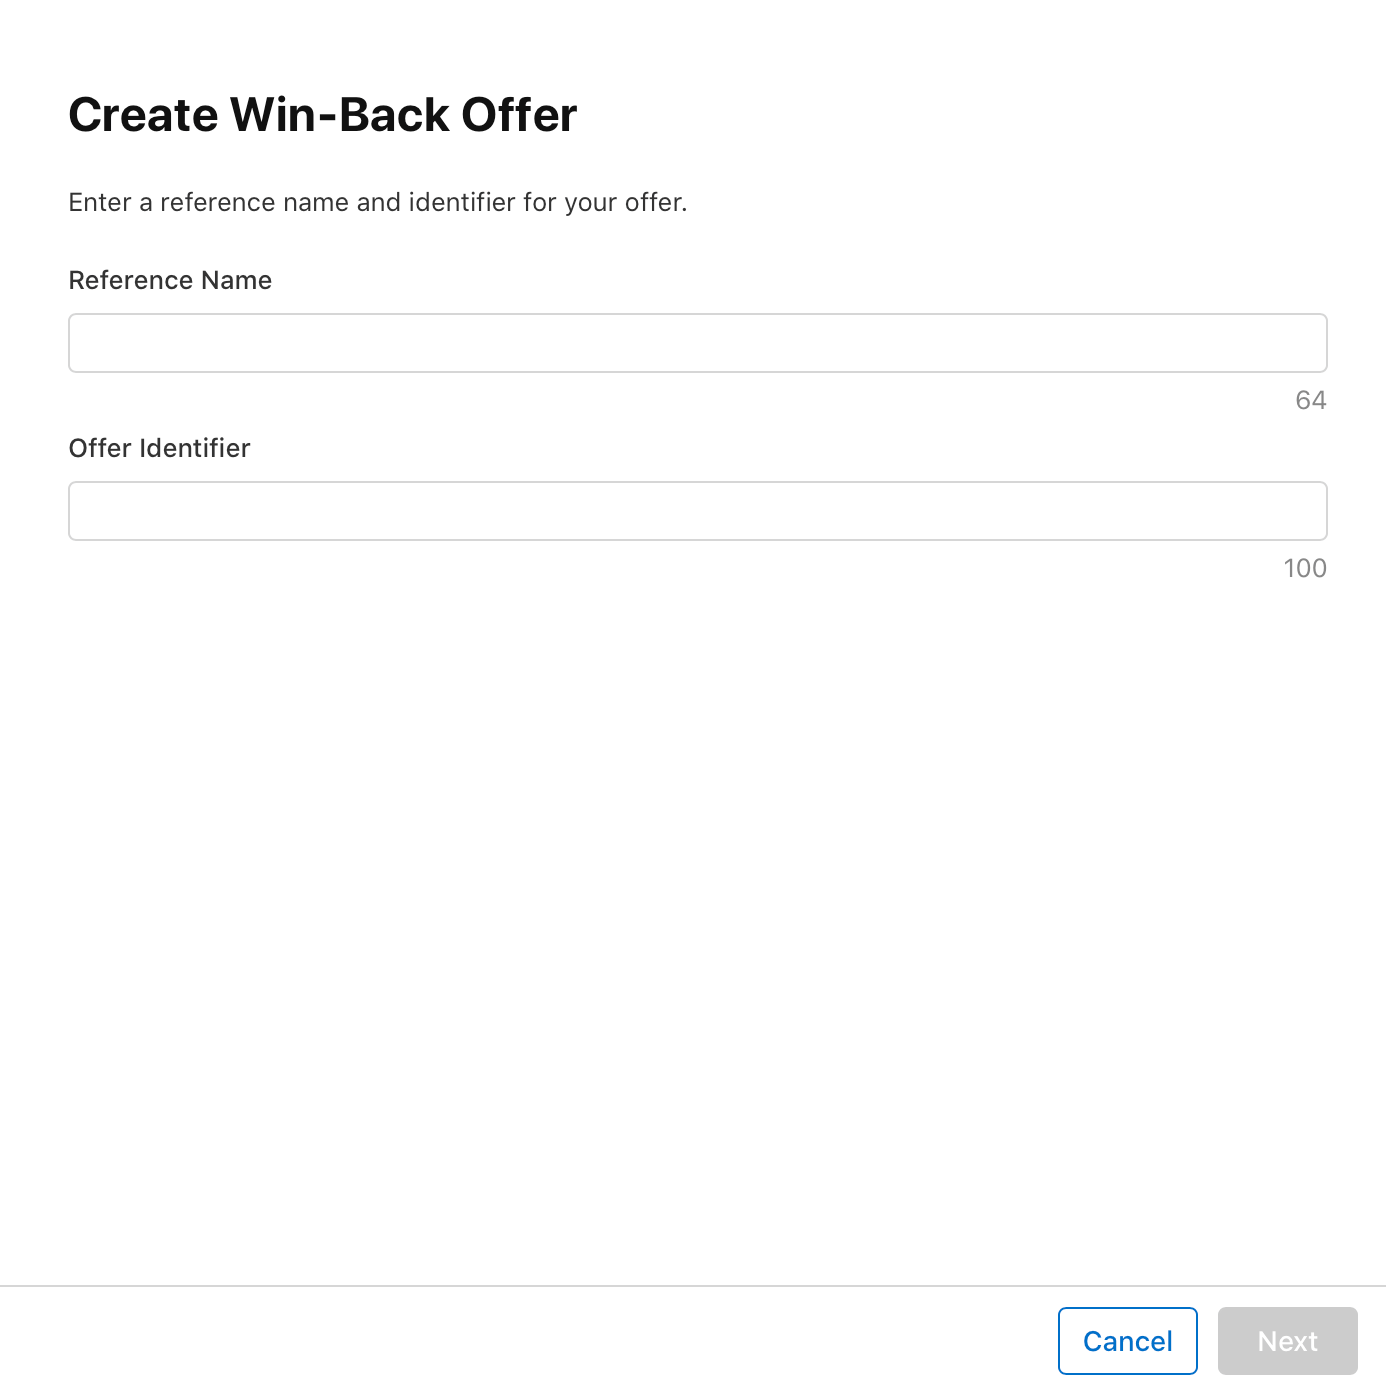 Create Win-Back Offer
Enter a reference name and identifier for your offer.
Reference Name
64
Offer Identifier
100
Cancel
Next